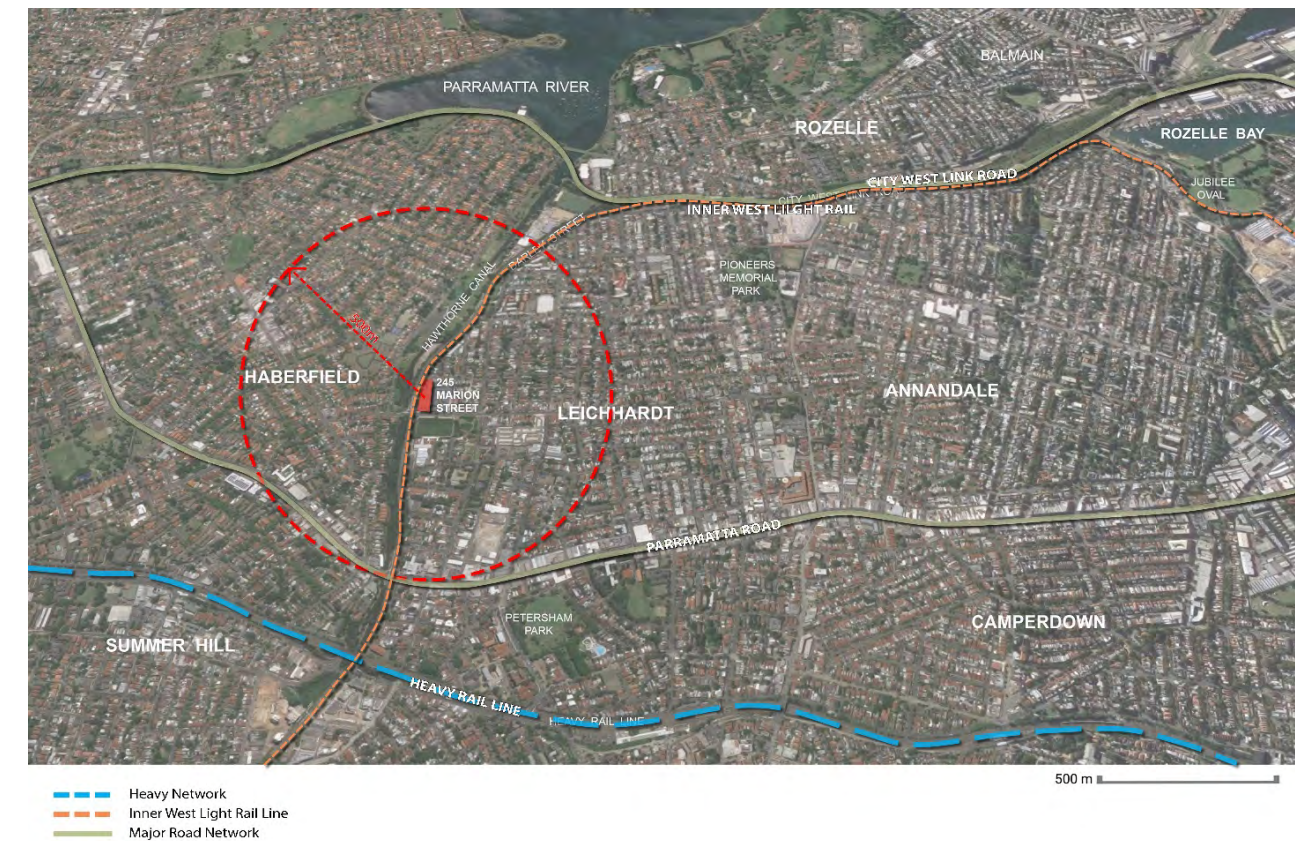 BALMAIN
PARRAMATTA RIVER
ROZELLE
ROZELLE BAY
CITY WEST LINK ROAD
JUBILEE
OVAL
INNER WEST LIIGHT RAIL
DARLEY STREET
PIONEERS
MEMORIAL
PARK
HAWTHORNE CANAL
500m
HABERFIELD
245
MARION
STREET
LEICHHARDT
ANNANDALE
PARRAMATTA ROAD
PETERSHAM
PARK
CAMPERDOWN
SUMMER HILL
HEAVY RAIL LINE
HEAVY RAIL LINE
500 m
Heavy Network
Inner West Light Rail Line
Major Road Network